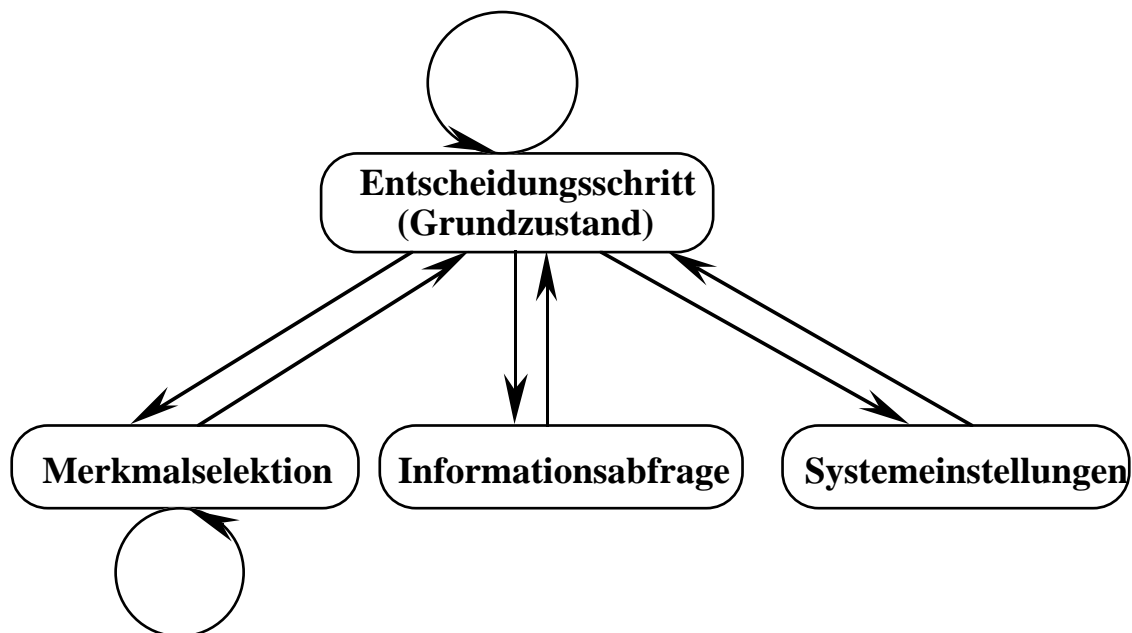 Entscheidungsschritt
(Grundzustand)
Merkmalselektion
Informationsabfrage
Systemeinstellungen